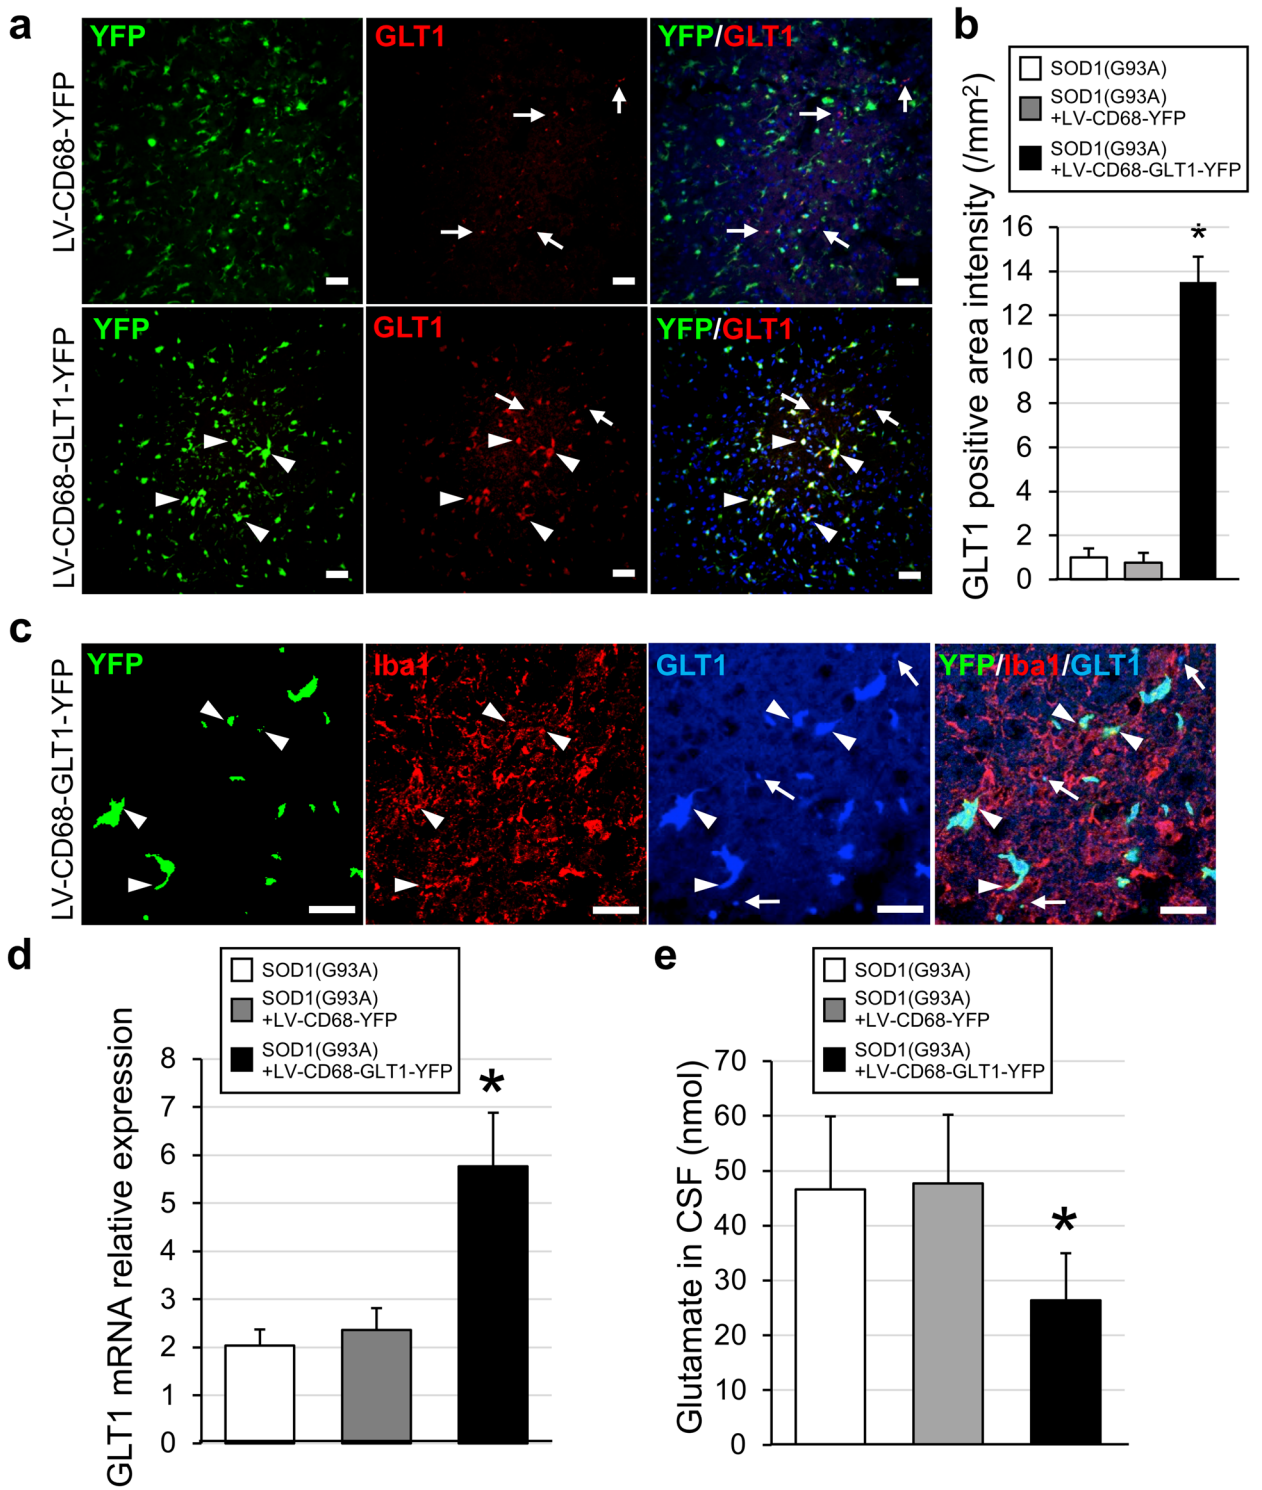 a
YFP
GLT1
YFP/GLT1
LV-CD68-YFP
YFP
GLT1
YFP/GLT1
LV-CD68-GLT1-YFP
b
SOD1(G93A)
SOD1(G93A)
+LV-CD68-YFP
SOD1(G93A)
+LV-CD68-GLT1-YFP
GLT1 positive area intensity (/mm²)
16
14
12
10
8
6
4
2
0
*
c
YFP
Iba1
GLT1
YFP/Iba1/GLT1
LV-CD68-GLT1-YFP
d
SOD1(G93A)
SOD1(G93A)
+LV-CD68-YFP
SOD1(G93A)
+LV-CD68-GLT1-YFP
GLT1 mRNA relative expression
8
7
6
5
4
3
2
1
0
*
e
SOD1(G93A)
SOD1(G93A)
+LV-CD68-YFP
SOD1(G93A)
+LV-CD68-GLT1-YFP
Glutamate in CSF (nmol)
70
60
50
40
30
20
10
0
*